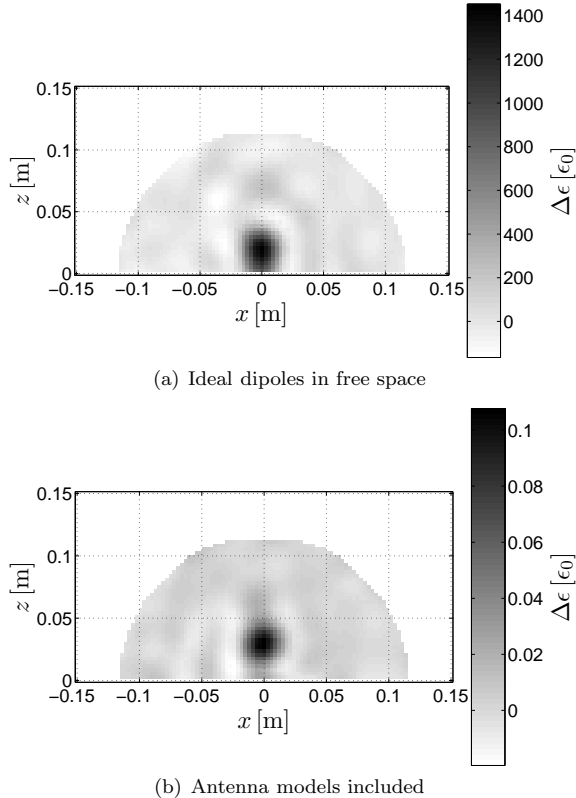 1400
1200
1000
800
600
400
200
0
Δϵ [ϵ0]
0.15
0.1
0.05
0
z [m]
−0.15 −0.1 −0.05 0 0.05 0.1 0.15
x [m]
(a) Ideal dipoles in free space
0.1
0.08
0.06
0.04
0.02
0
Δϵ [ϵ0]
0.15
0.1
0.05
0
z [m]
−0.15 −0.1 −0.05 0 0.05 0.1 0.15
x [m]
(b) Antenna models included